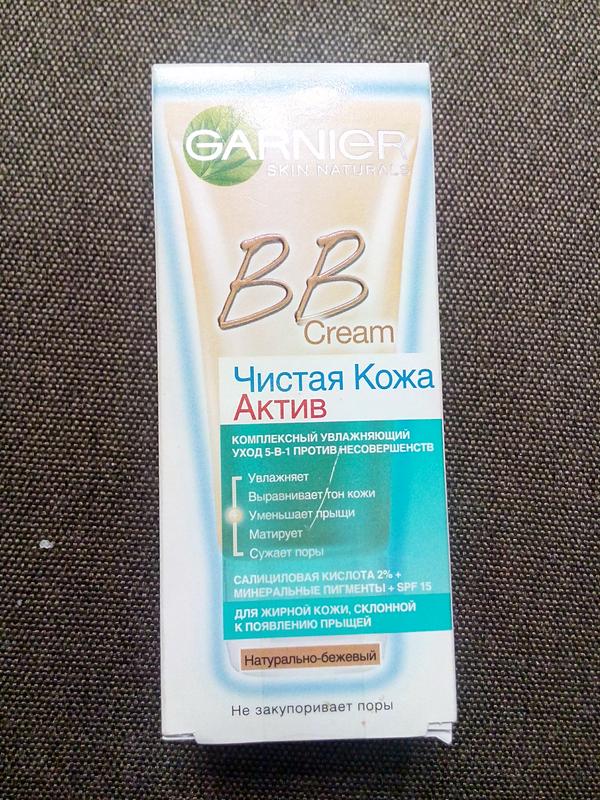 GARNIER
SKIN NATURALS
BB
Cream
Чистая Кожа
Актив
КОМПЛЕКСНЫЙ УВЛАЖНЯЮЩИЙ
УХОД 5-В-1 ПРОТИВ НЕСОВЕРШЕНСТВ
Увлажняет
Выравнивает тон кожи
Уменьшает прыщи
Матирует
Сужает поры
САЛИЦИЛОВАЯ КИСЛОТА 2% +
МИНЕРАЛЬНЫЕ ПИГМЕНТЫ + SPF 15
ДЛЯ ЖИРНОЙ КОЖИ, СКЛОННОЙ
К ПОЯВЛЕНИЮ ПРЫЩЕЙ
Натурально-бежевый
Не закупоривает поры